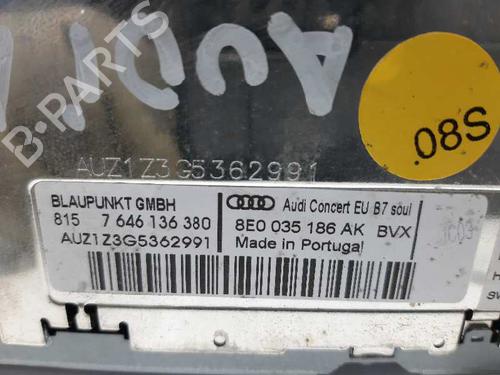 AUDI
08S
AUZ1Z3G5362991
BLAUPUNKT GMBH
815 7 646 136 380
AUZ1Z3G5362991
Audi Concert EU B7 soul
8E0 035 186 AK BVX
Made in Portugal